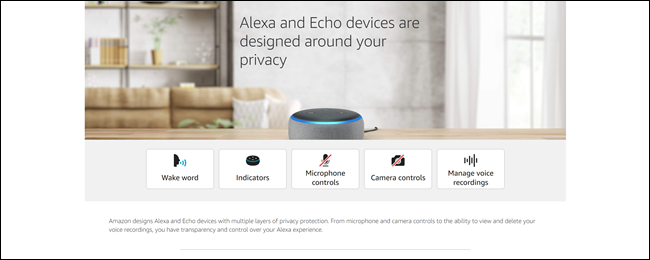 Alexa and Echo devices are
designed around your
privacy
Wake word
Indicators
Microphone
controls
Camera controls
Manage voice
recordings
Amazon designs Alexa and Echo devices with multiple layers of privacy protection. From microphone and camera controls to the ability to view and delete your
voice recordings, you have transparency and control over your Alexa experience.